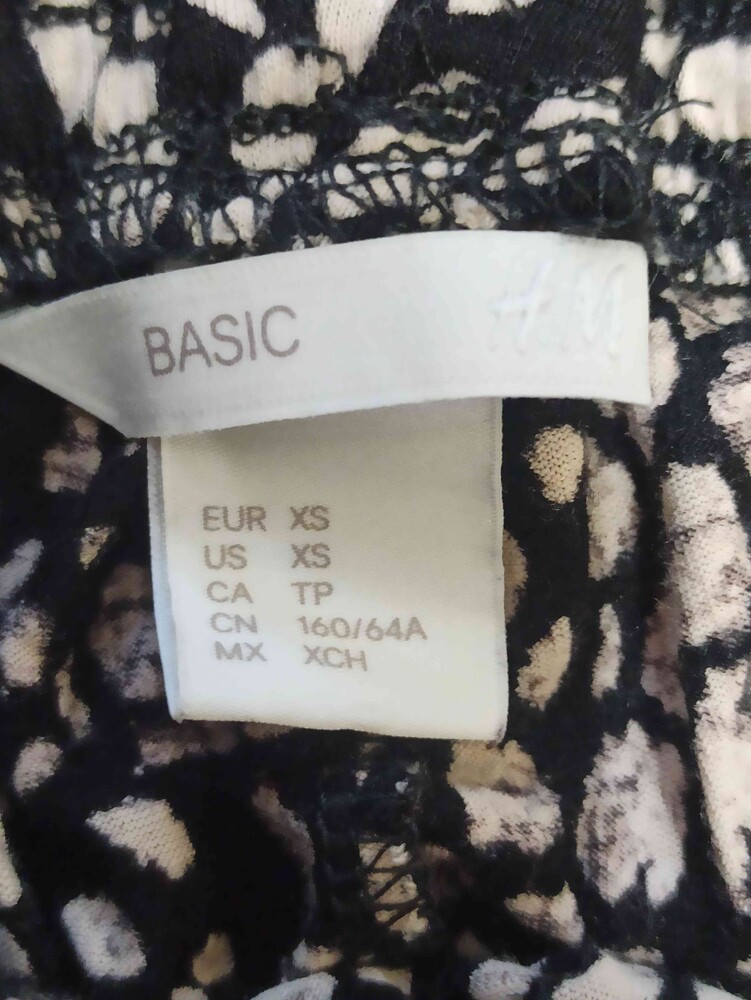 BASIC H&M
EUR XS
US XS
CA TP
CN 160/64A
MX XCH